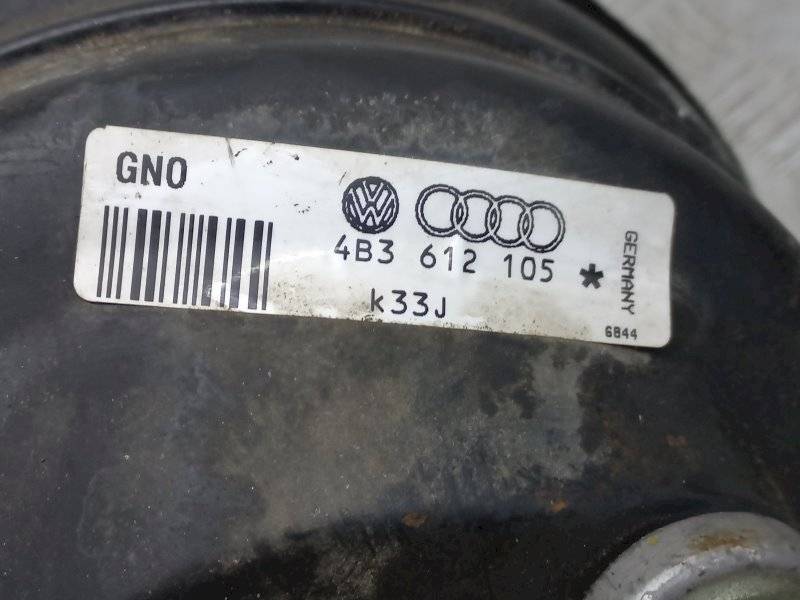 GNO
4B3 612 105 *
k33J
GERMANY
6844